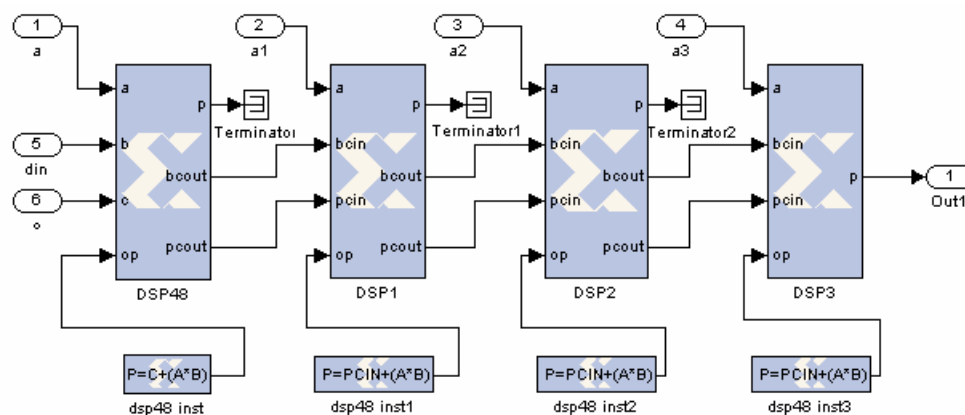 1
a
2
a1
3
a2
4
a3
5
din
6
c
a
b
c
op
p
bcout
pcout
DSP48
Terminator
a
bcin
pcin
op
p
bcout
pcout
DSP1
Terminator1
a
bcin
pcin
op
p
bcout
pcout
DSP2
Terminator2
a
bcin
pcin
op
p
DSP3
1
Out1
P=C+(A*B)
dsp48 inst
P=PCIN+(A*B)
dsp48 inst1
P=PCIN+(A*B)
dsp48 inst2
P=PCIN+(A*B)
dsp48 inst3